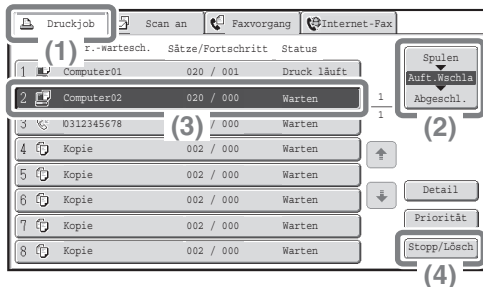 Druckjob Scan an Faxvorgang Internet-Fax
(1) r.-Wartesch. Sätze/Fortschritt Status
1 Computer01 020 / 001 Druck läuft
2 Computer02 020 / 000 Warten
3 0312345678 (3) / 000 Warten
4 Kopie 002 / 000 Warten
5 Kopie 002 / 000 Warten
6 Kopie 002 / 000 Warten
7 Kopie 002 / 000 Warten
8 Kopie 002 / 000 Warten
1
1
Spulen
Auft.Wschla
Abgeschl.
(2)
Detail
Priorität
Stopp/Lösch
(4)